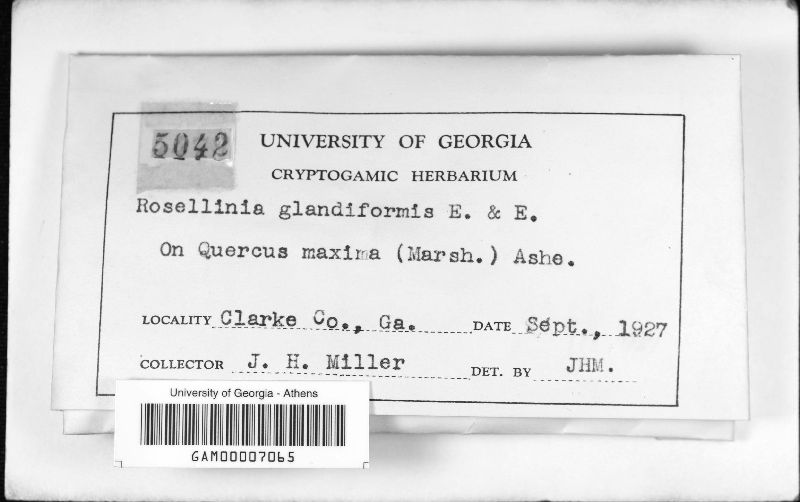 5042
UNIVERSITY OF GEORGIA
CRYPTOGAMIC HERBARIUM
Rosellinia glandiformis E. & E.
On Quercus maxima (Marsh.) Ashe.
LOCALITY Clarke Co., Ga. DATE Sept., 1927
COLLECTOR J. H. Miller DET. BY JHM.
University of Georgia - Athens
GAM00007065